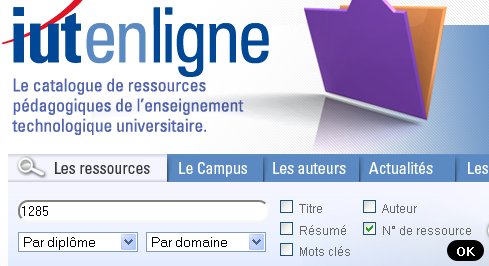 iutenligne
Le catalogue de ressources
pédagogiques de l'enseignement
technologique universitaire.
Les ressources Le Campus Les auteurs Actualités Les
1285 Titre Auteur
Résumé N° de ressource
Par diplôme Par domaine Mots clés OK